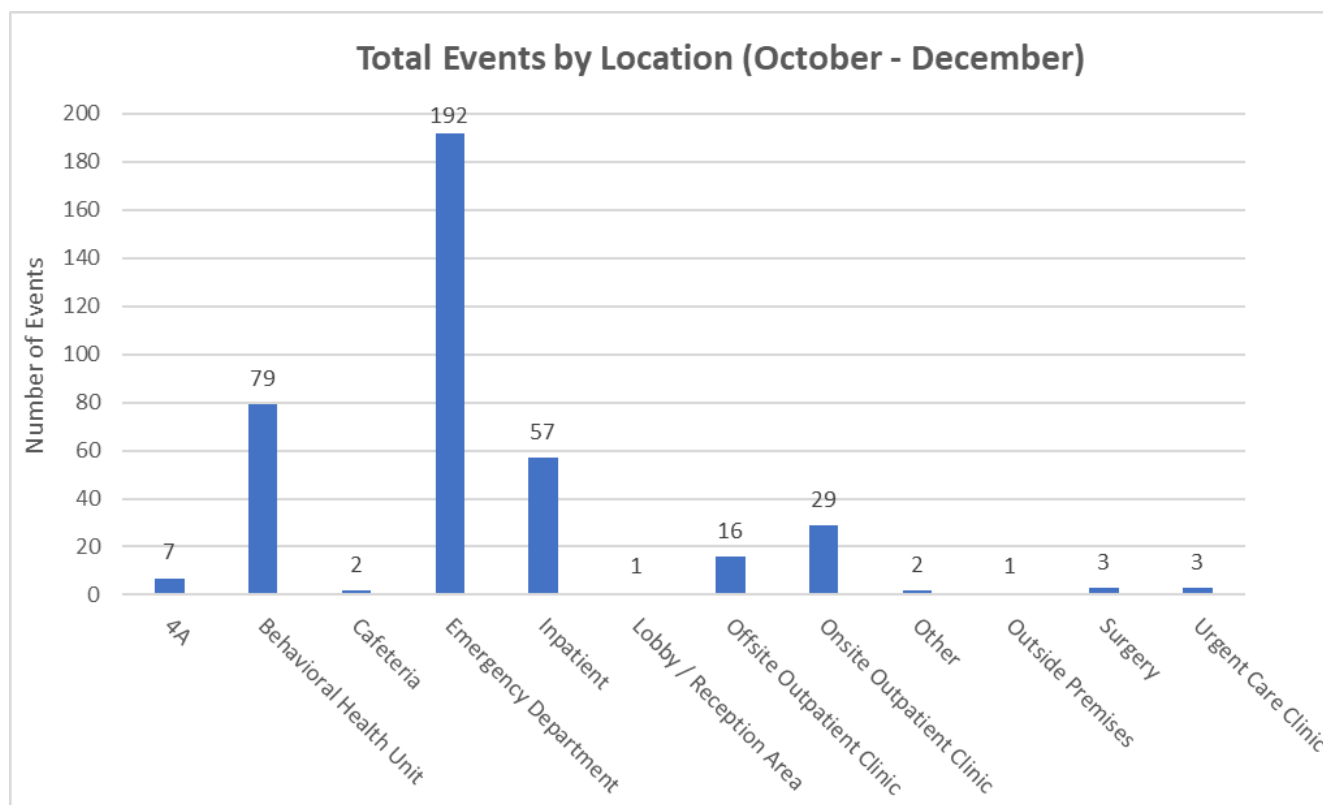 Total Events by Location (October - December)
Number of Events
200
180
160
140
120
100
80
60
40
20
0
7
79
2
192
57
1
16
29
2
1
3
3
4A
Behavioral Health Unit
Cafeteria
Emergency Department
Inpatient
Lobby / Reception Area
Offsite Outpatient Clinic
Onsite Outpatient Clinic
Other
Outside Premises
Surgery
Urgent Care Clinic